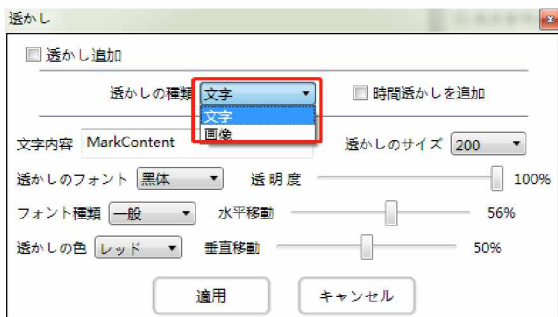 透かし
透かし追加
透かしの種類 文字 時間透かしを追加
文字
画像
文字内容 MarkContent 透かしのサイズ 200
透かしのフォント 黒体 透明度 100%
フォント種類 一般 水平移動 56%
透かしの色 レッド 垂直移動 50%
適用 キャンセル